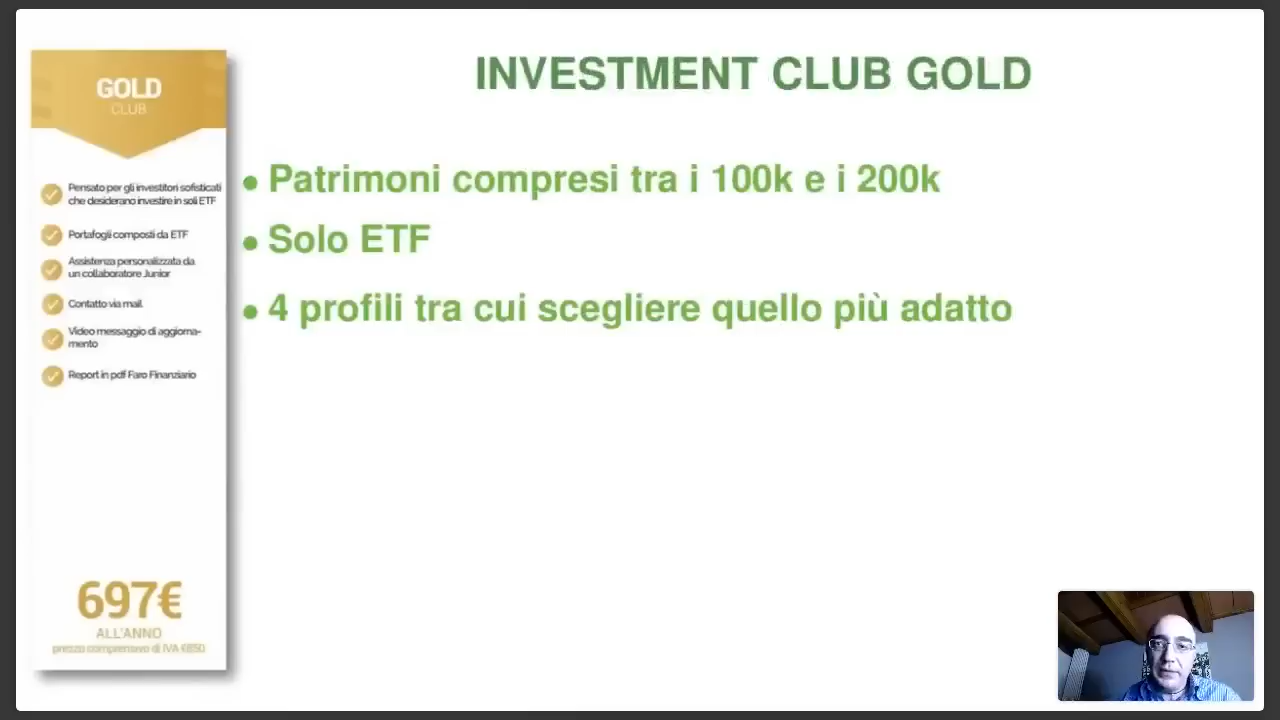 INVESTMENT CLUB GOLD
GOLD
CLUB
Pensato per gli investitori sofisticati
che desiderano investire in soli ETF
Portafogli composti da ETF
Assistenza personalizzata da
un collaboratore Junior
Contatto via mail
Video messaggio di aggiorna-
mento
Report in pdf Faro Finanziario
697€
ALL'ANNO
prezzo comprensivo di IVA €850
• Patrimoni compresi tra i 100k e i 200k
• Solo ETF
• 4 profili tra cui scegliere quello più adatto